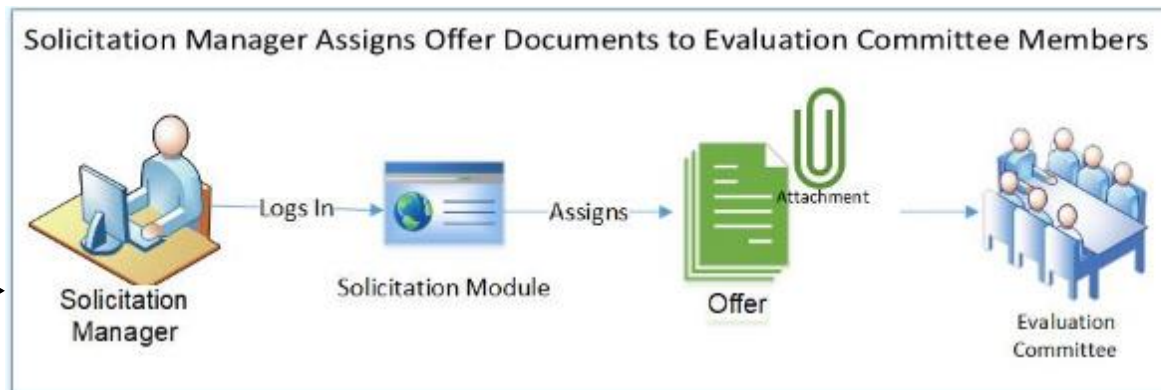 Solicitation Manager Assigns Offer Documents to Evaluation Committee Members
Attachment
Logs In
Assigns
Solicitation
Manager
Solicitation Module
Offer
Evaluation
Committee